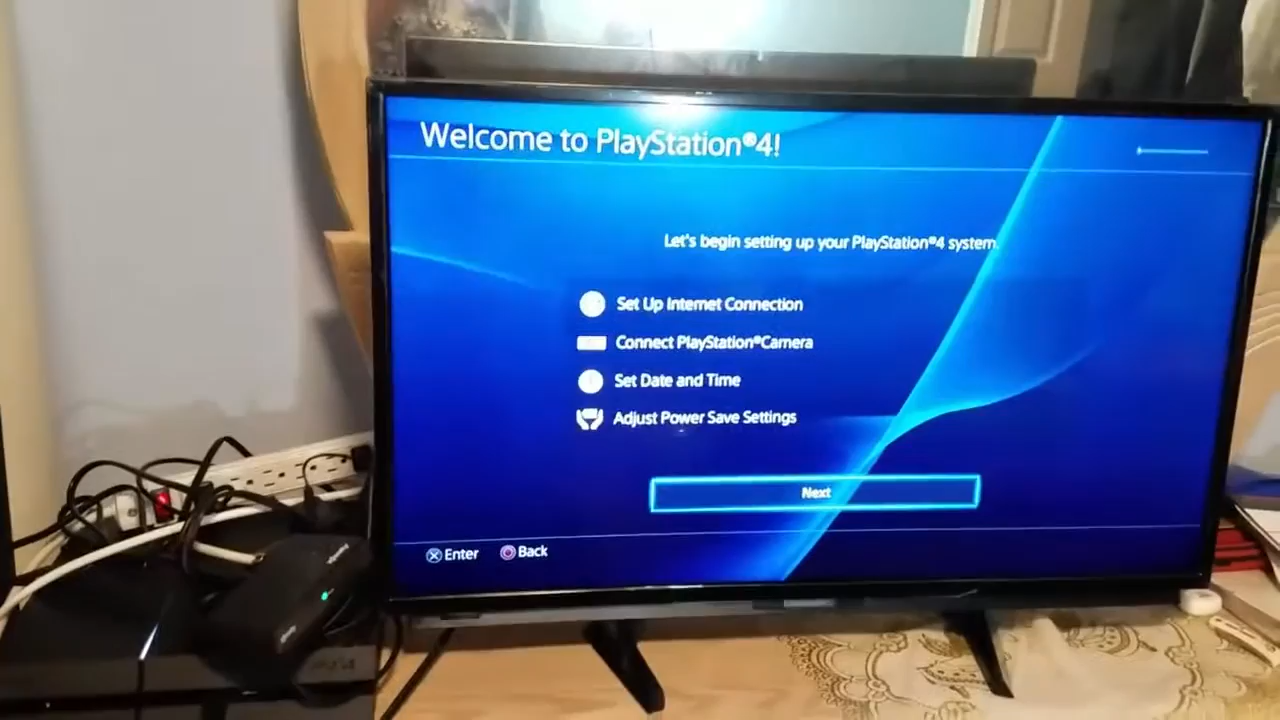 Welcome to PlayStation®4!
Let's begin setting up your PlayStation®4 system.
Set Up Internet Connection
Connect PlayStation®Camera
Set Date and Time
Adjust Power Save Settings
Next
Enter Back